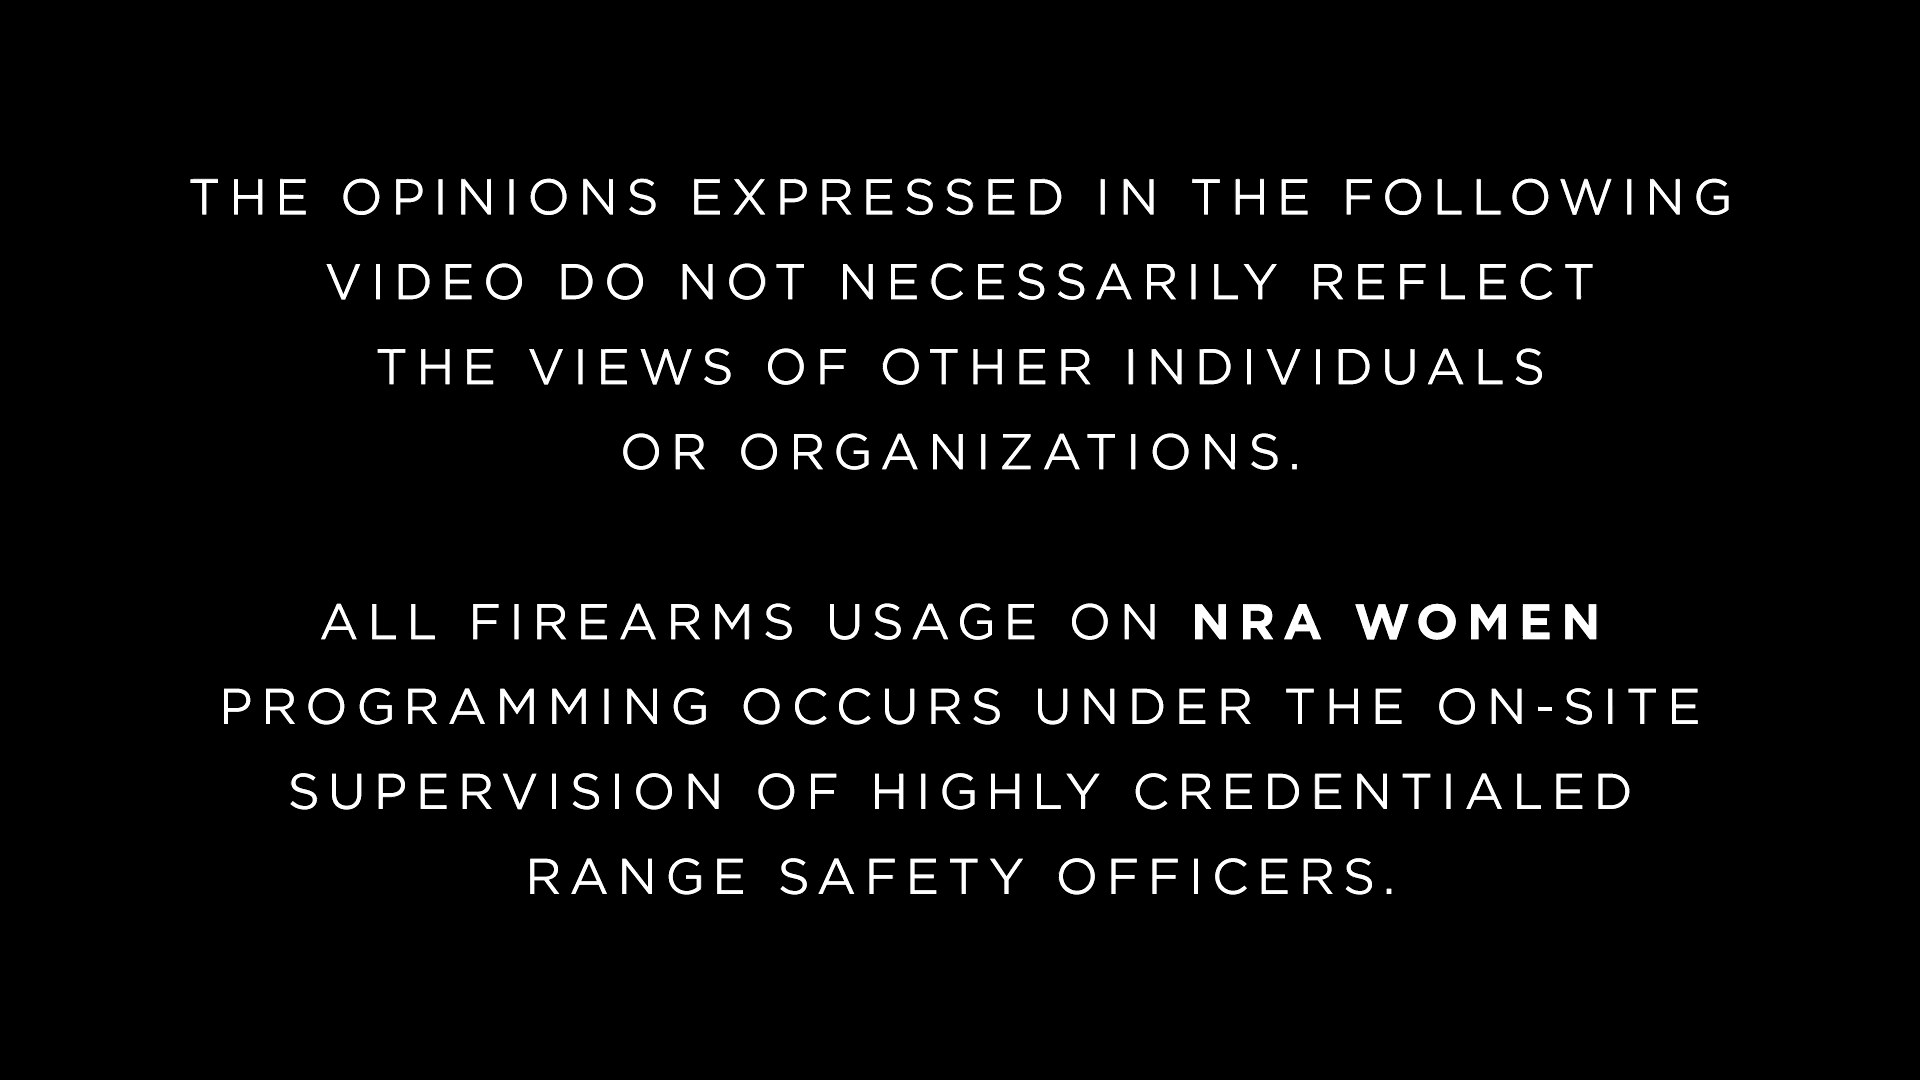 THE OPINIONS EXPRESSED IN THE FOLLOWING
VIDEO DO NOT NECESSARILY REFLECT
THE VIEWS OF OTHER INDIVIDUALS
OR ORGANIZATIONS.
ALL FIREARMS USAGE ON NRA WOMEN
PROGRAMMING OCCURS UNDER THE ON-SITE
SUPERVISION OF HIGHLY CREDENTIALED
RANGE SAFETY OFFICERS.